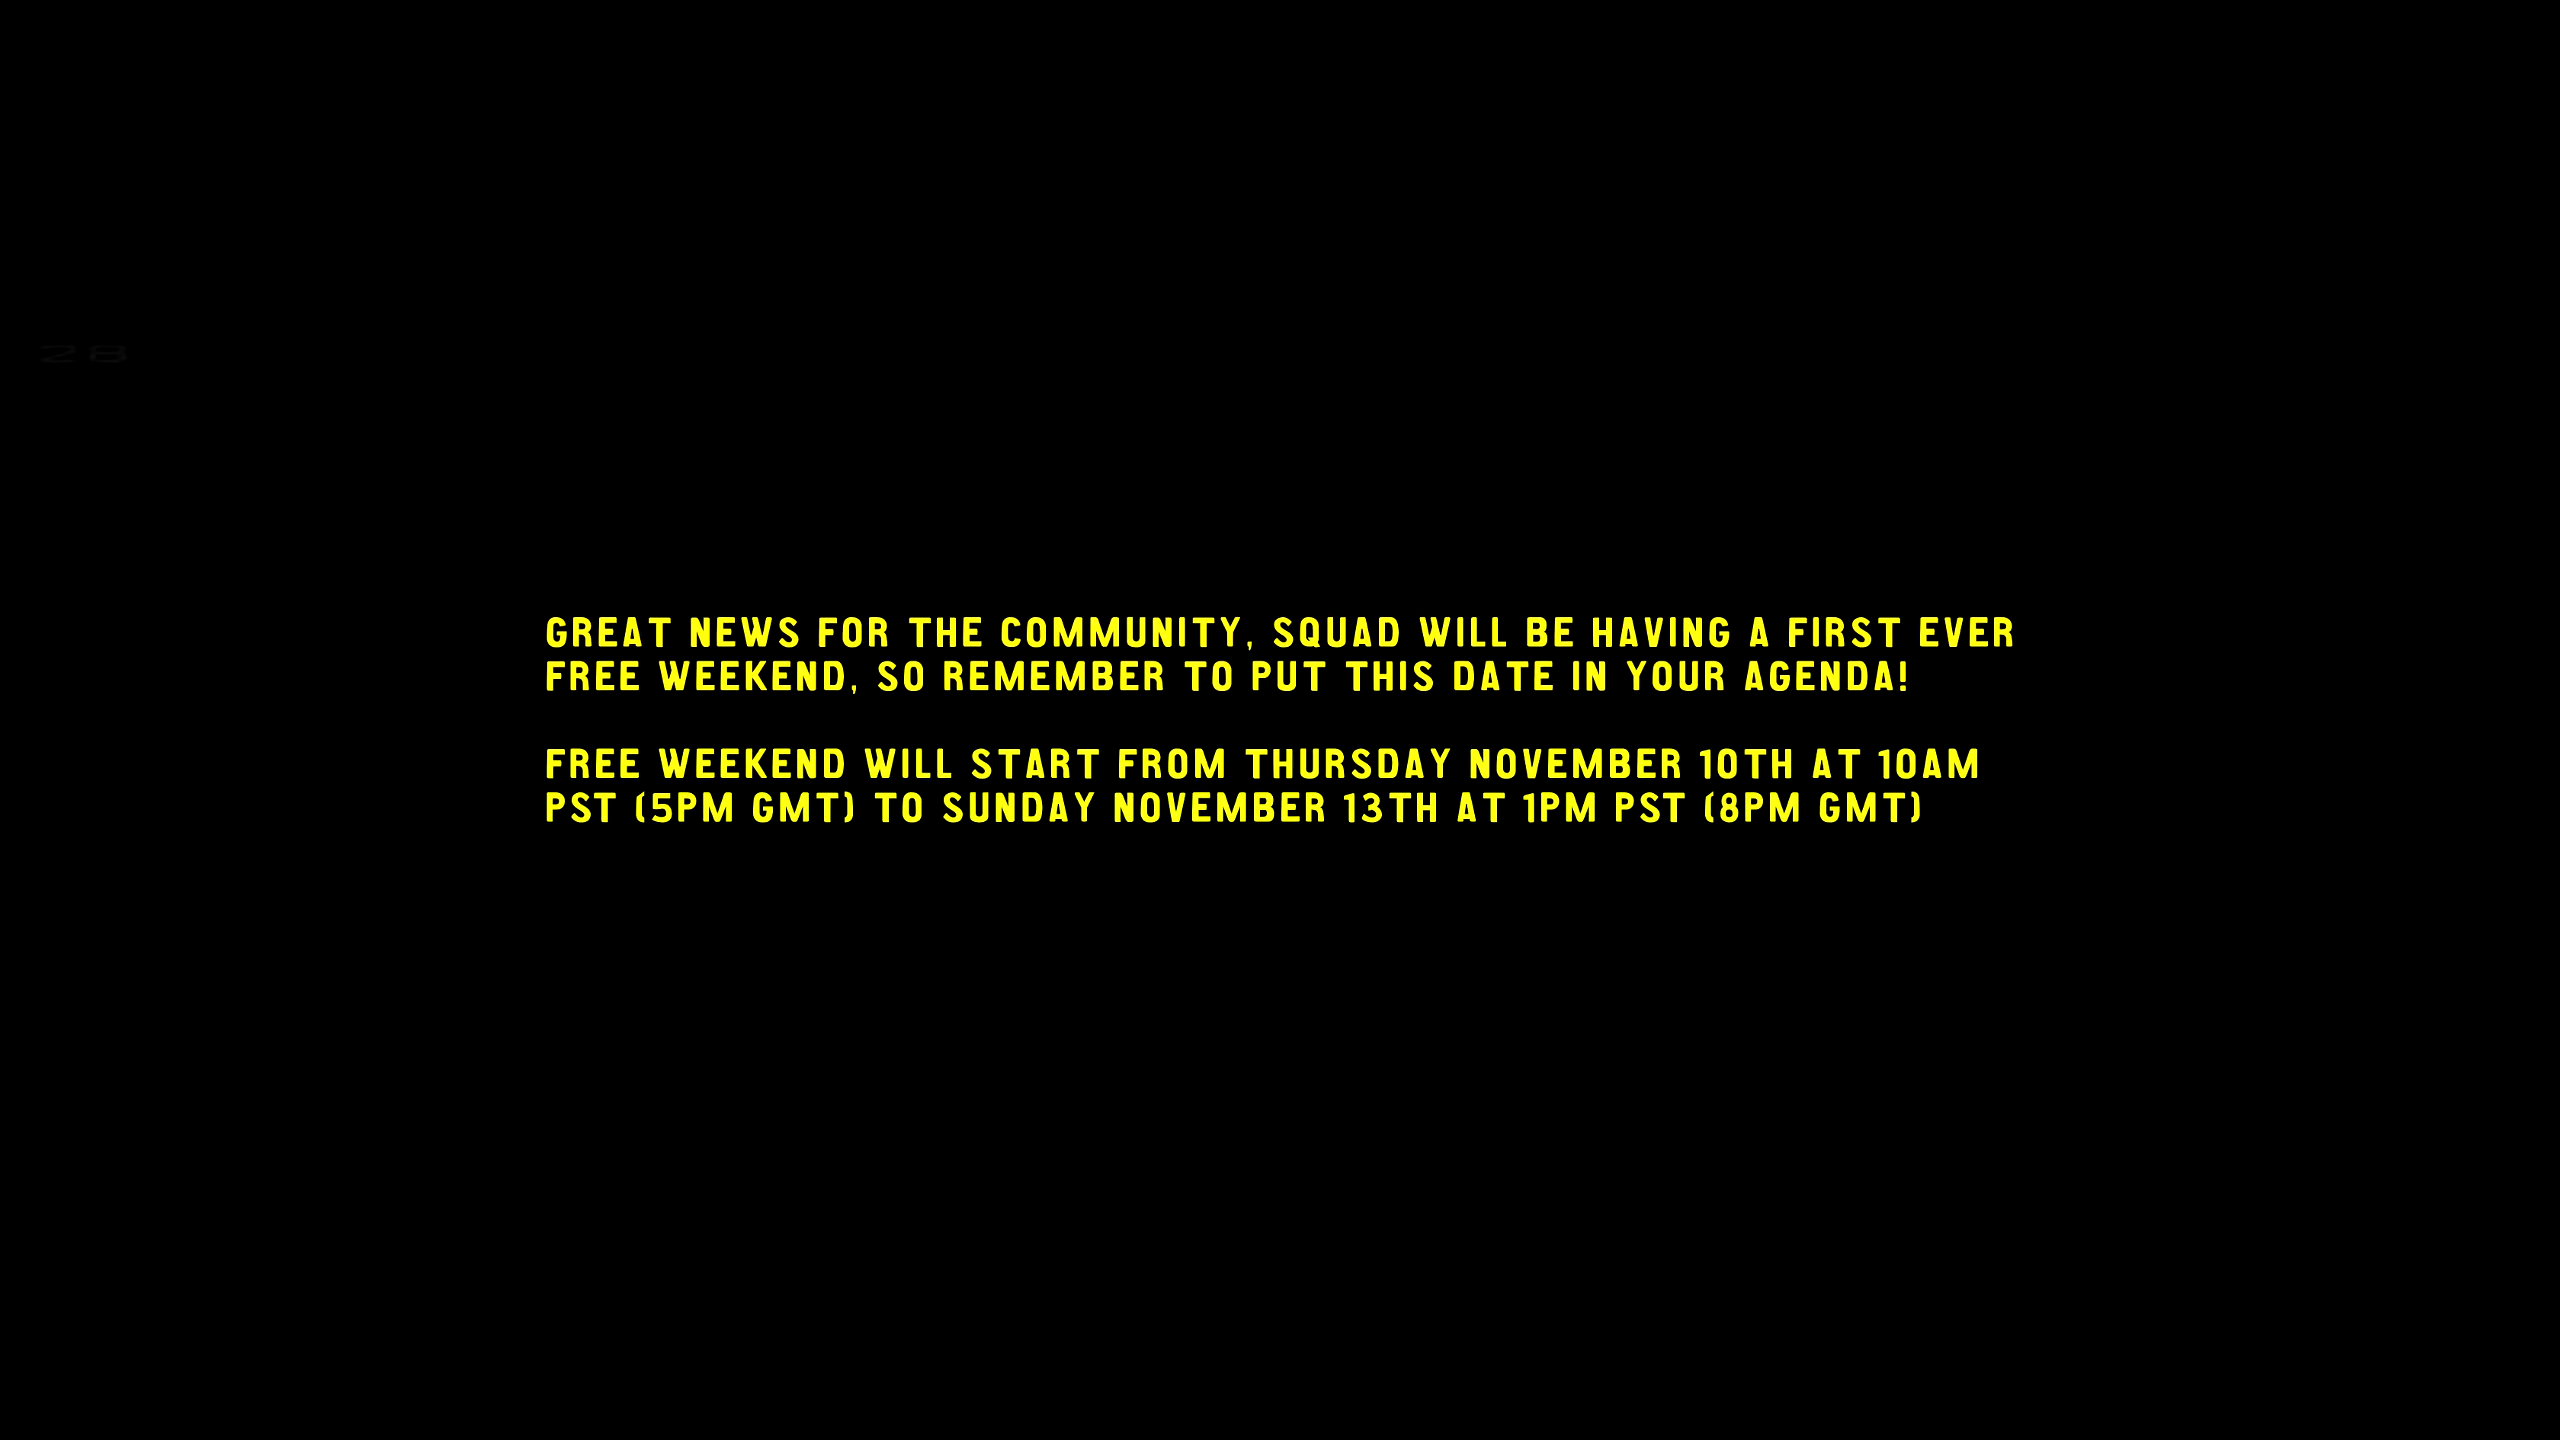 28
GREAT NEWS FOR THE COMMUNITY, SQUAD WILL BE HAVING A FIRST EVER
FREE WEEKEND, SO REMEMBER TO PUT THIS DATE IN YOUR AGENDA!
FREE WEEKEND WILL START FROM THURSDAY NOVEMBER 10TH AT 10AM
PST (5PM GMT) TO SUNDAY NOVEMBER 13TH AT 1PM PST (8PM GMT)